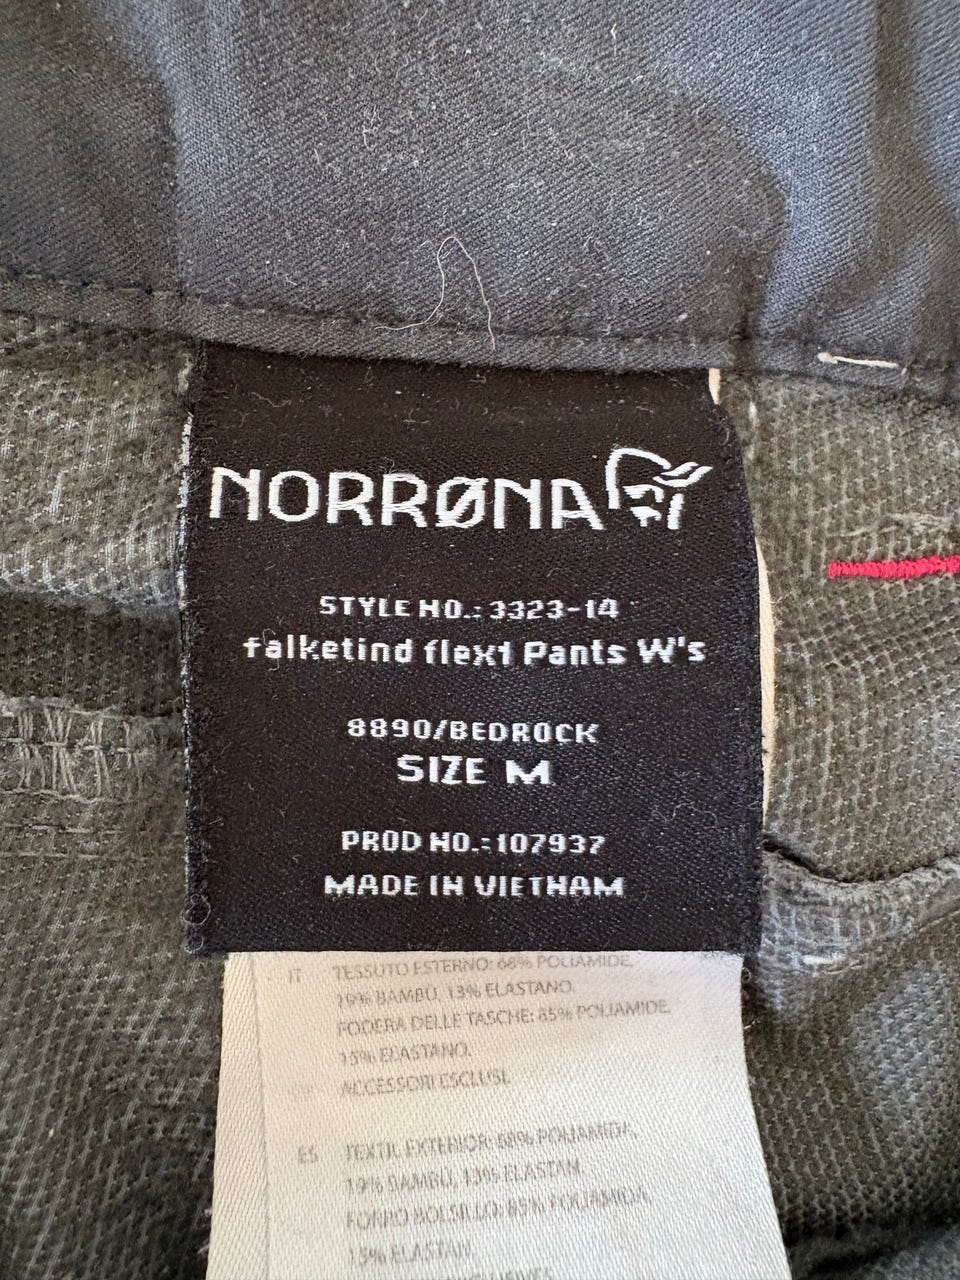 NORRØNA
STYLE NO.: 3323-14
falketind flex1 Pants W's
8890/BEDROCK
SIZE M
PROD NO.: 107937
MADE IN VIETNAM
IT TESSUTO ESTERNO: 68% POLIAMIDE,
19% BAMBÙ, 13% ELASTANO.
FODERA DELLE TASCHE: 85% POLIAMIDE,
15% ELASTANO.
ACCESSORI ESCLUSI.
ES TEXTIL EXTERIOR: 68% POLIAMIDA,
19% BAMBÚ, 13% ELASTAN.
FORRO BOLSILLO: 85% POLIAMIDA,
15% ELASTAN.